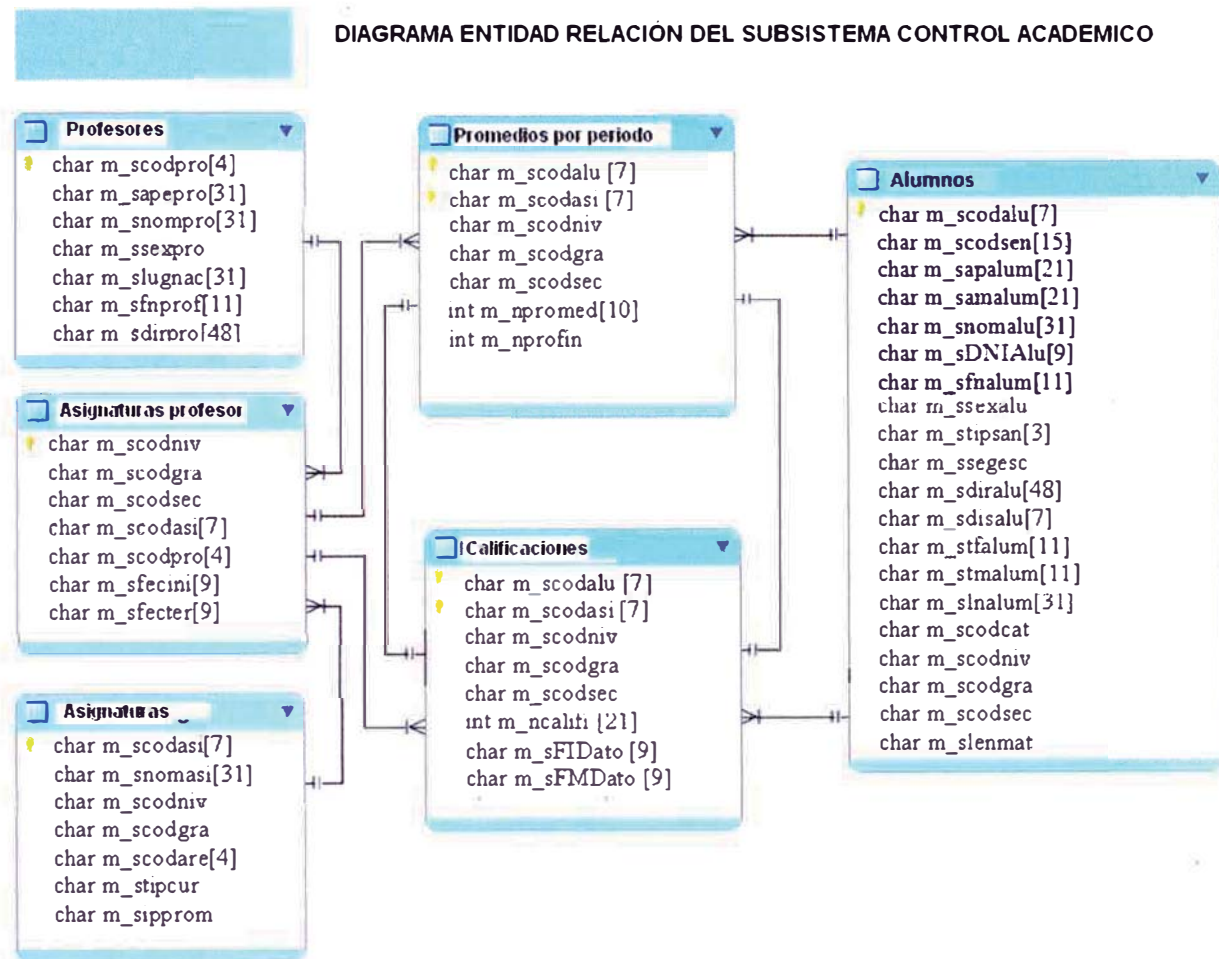 DIAGRAMA ENTIDAD RELACIÓN DEL SUBSISTEMA CONTROL ACADEMICO
Profesores
char m_scodpro[4]
char m_sapepro[31]
char m_snompro[31]
char m_ssexpro
char m_slugnac[31]
char m_sfnprof[11]
char m_sdirpro[48]
Asignaturas profesor
char m_scodniv
char m_scodgra
char m_scodsec
char m_scodasi[7]
char m_scodpro[4]
char m_sfecini[9]
char m_sfecter[9]
Asignaturas
char m_scodasi[7]
char m_snomasi[31]
char m_scodniv
char m_scodgra
char m_scodare[4]
char m_stipcur
char m_sipprom
Promedios por periodo
char m_scodalu [7]
char m_scodasi [7]
char m_scodniv
char m_scodgra
char m_scodsec
int m_npromed[10]
int m_nprofin
Calificaciones
char m_scodalu [7]
char m_scodasi [7]
char m_scodniv
char m_scodgra
char m_scodsec
int m_ncalifi [21]
char m_sFIDato [9]
char m_sFMDato [9]
Alumnos
char m_scodalu[7]
char m_scodsen[15]
char m_sapalum[21]
char m_samalum[21]
char m_snomalu[31]
char m_sDNIAlu[9]
char m_sfnalum[11]
char m_ssexalu
char m_stipsan[3]
char m_ssegesc
char m_sdiralu[48]
char m_sdisalu[7]
char m_stfalum[11]
char m_stmalum[11]
char m_slnalum[31]
char m_scodcat
char m_scodniv
char m_scodgra
char m_scodsec
char m_slenmat